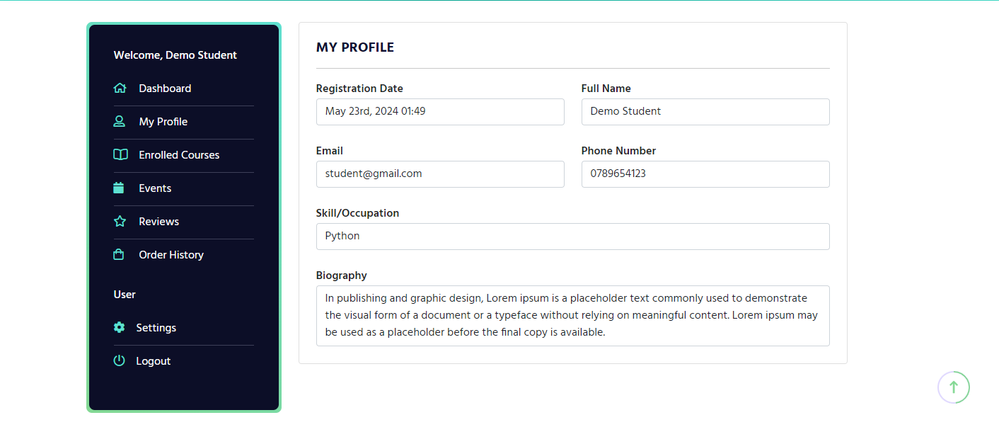 Welcome, Demo Student
Dashboard
My Profile
Enrolled Courses
Events
Reviews
Order History
User
Settings
Logout
MY PROFILE
Registration Date
May 23rd, 2024 01:49
Full Name
Demo Student
Email
student@gmail.com
Phone Number
0789654123
Skill/Occupation
Python
Biography
In publishing and graphic design, Lorem ipsum is a placeholder text commonly used to demonstrate
the visual form of a document or a typeface without relying on meaningful content. Lorem ipsum may
be used as a placeholder before the final copy is available.